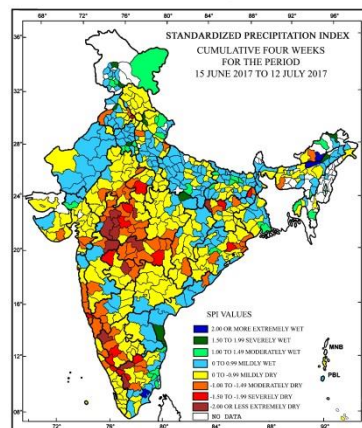 72° 76° 80° 84° 88° 92° 96°
STANDARDIZED PRECIPITATION INDEX
CUMULATIVE FOUR WEEKS
FOR THE PERIOD
15 JUNE 2017 TO 12 JULY 2017
36°
32°
28°
24°
20°
16°
12°
08°
SPI VALUES
2.00 OR MORE EXTREMELY WET
1.50 TO 1.99 SEVERELY WET
1.00 TO 1.49 MODERATELY WET
0 TO 0.99 MILDLY WET
0 TO -0.99 MILDLY DRY
-1.00 TO -1.49 MODERATELY DRY
-1.50 TO -1.99 SEVERELY DRY
-2.00 OR LESS EXTREMELY DRY
NO DATA
MNB
PBL
72° 76° 80° 84° 88° 92°